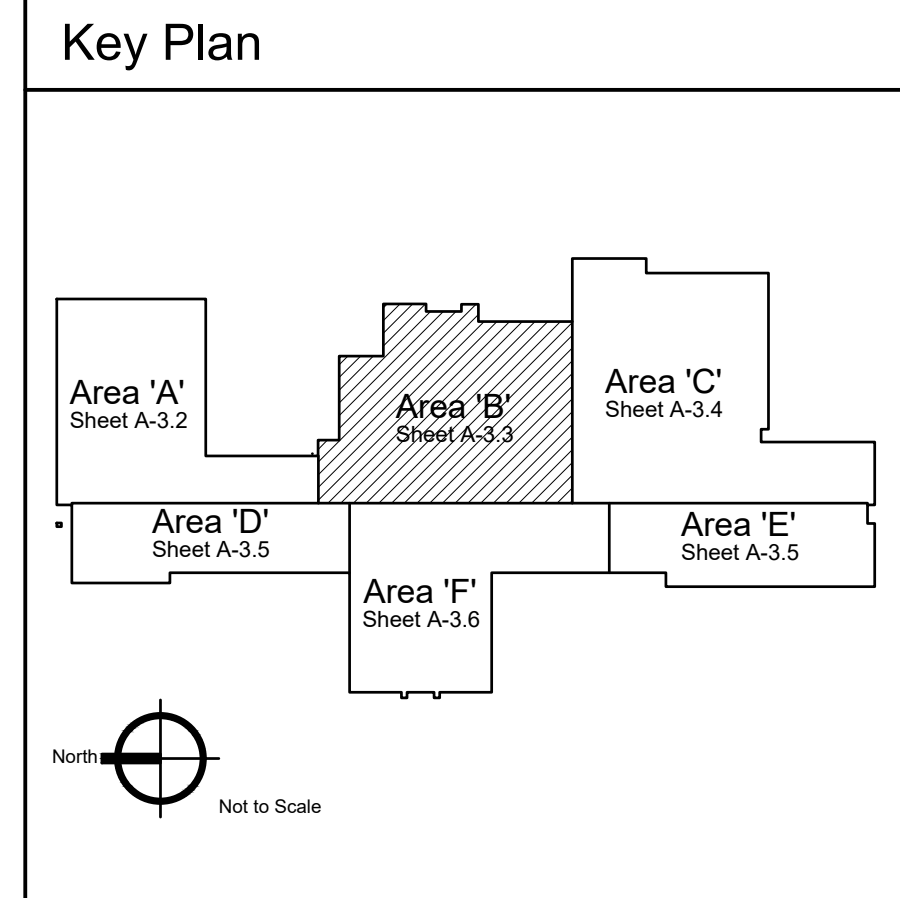 Key Plan
Area 'A'
Sheet A-3.2
Area 'B'
Sheet A-3.3
Area 'C'
Sheet A-3.4
Area 'D'
Sheet A-3.5
Area 'E'
Sheet A-3.5
Area 'F'
Sheet A-3.6
North
Not to Scale